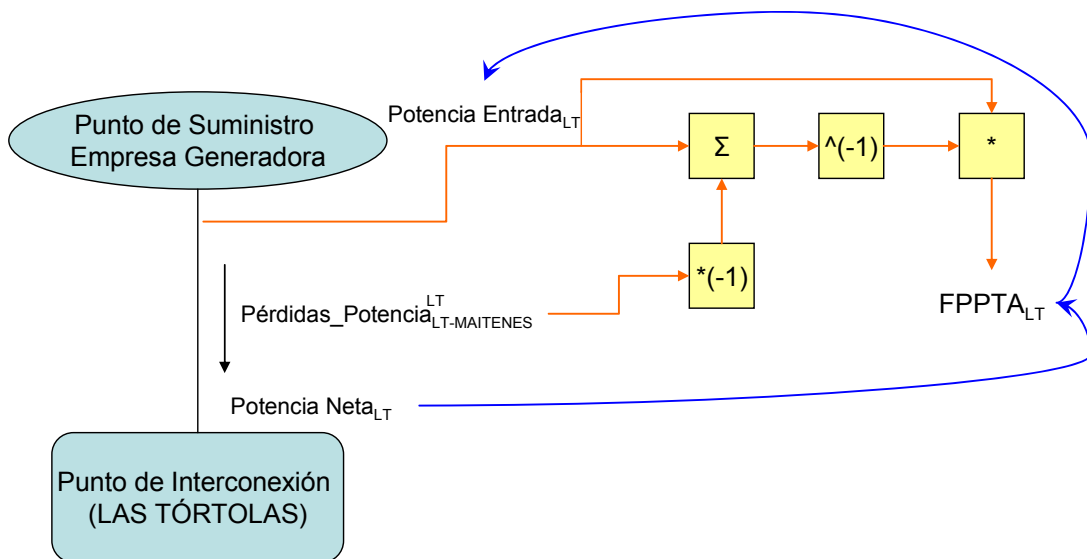 Potencia Entrada_LT
Punto de Suministro
Empresa Generadora
Σ
^(-1)
*
*(-1)
Pérdidas_Potencia^LT_LT-MAITENES
FPPTA_LT
Potencia Neta_LT
Punto de Interconexión
(LAS TÓRTOLAS)